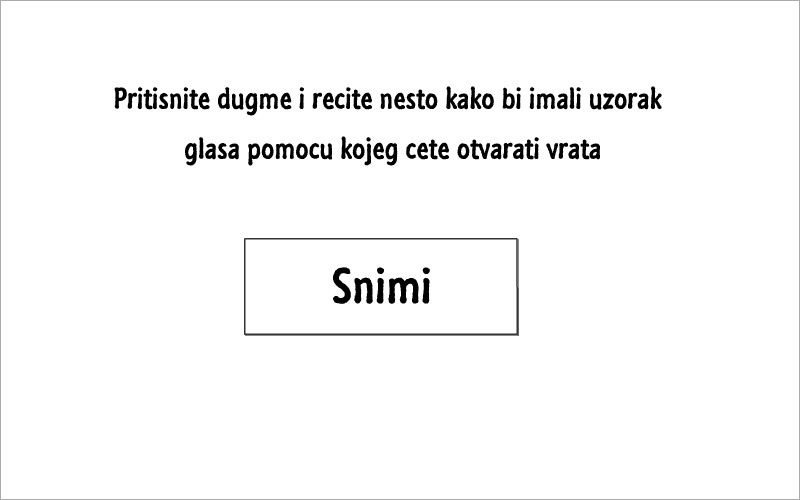 Pritisnite dugme i recite nesto kako bi imali uzorak
glasa pomocu kojeg cete otvarati vrata
Snimi